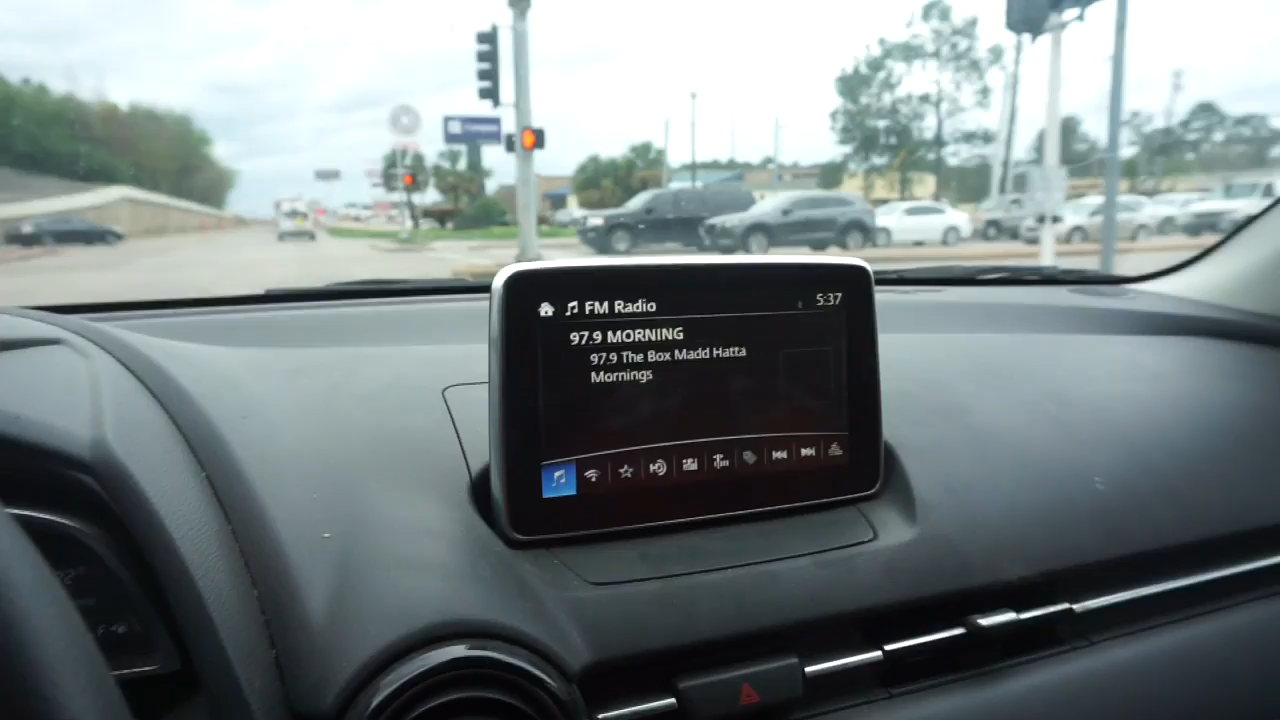 FM Radio
5:37
97.9 MORNING
97.9 The Box Madd Hatta
Mornings